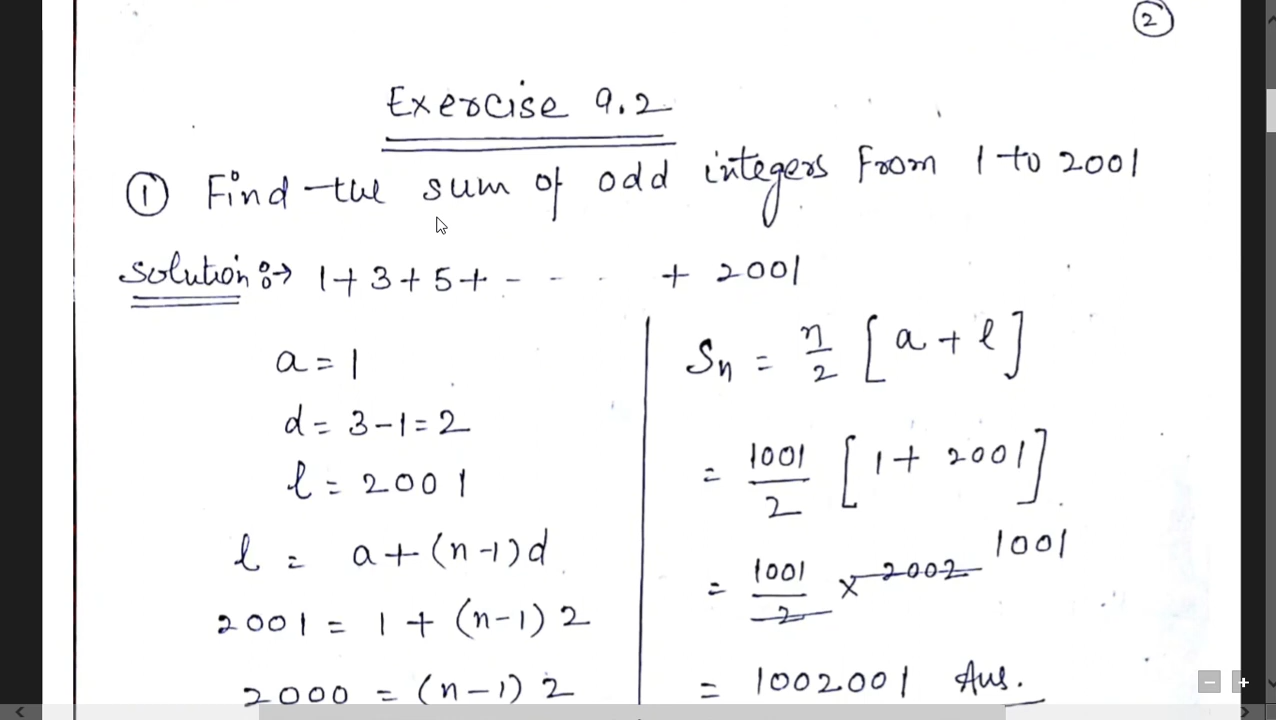 2
Exercise 9.2
① Find the sum of odd integers From 1 to 2001
Solution:→ 1 + 3 + 5 + - - - + 2001
a = 1
d = 3 - 1 = 2
l = 2001
l = a + (n - 1) d
2001 = 1 + (n - 1) 2
2000 = (n - 1) 2
Sn = n/2 [a + l]
= 1001/2 [1 + 2001]
= 1001/2 × 2002 1001
= 1002001 Ans.